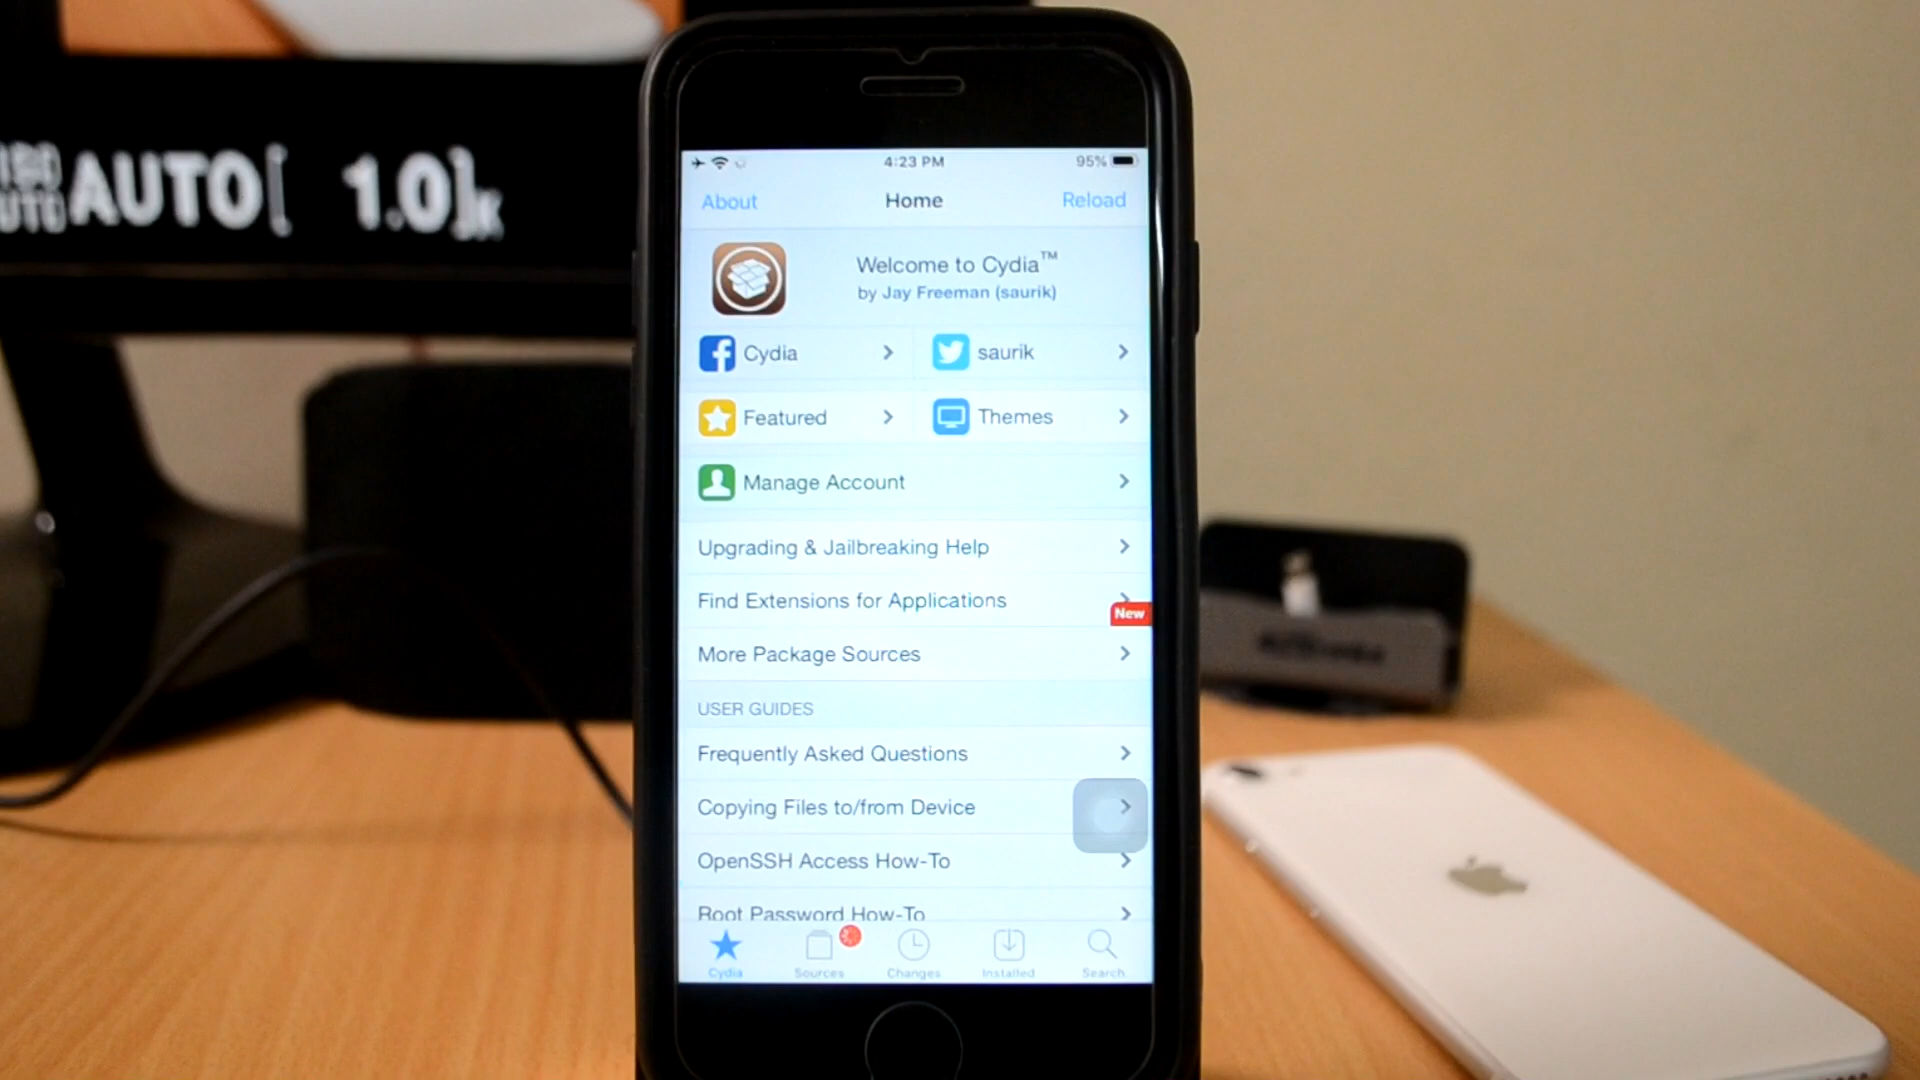 AUTO[ 1.0]K
4:23 PM
95%
About
Home
Reload
Welcome to Cydia™
by Jay Freeman (saurik)
Cydia
saurik
Featured
Themes
Manage Account
Upgrading & Jailbreaking Help
Find Extensions for Applications
New
More Package Sources
USER GUIDES
Frequently Asked Questions
Copying Files to/from Device
OpenSSH Access How-To
Root Password How-To
Cydia
Sources
Changes
Installed
Search